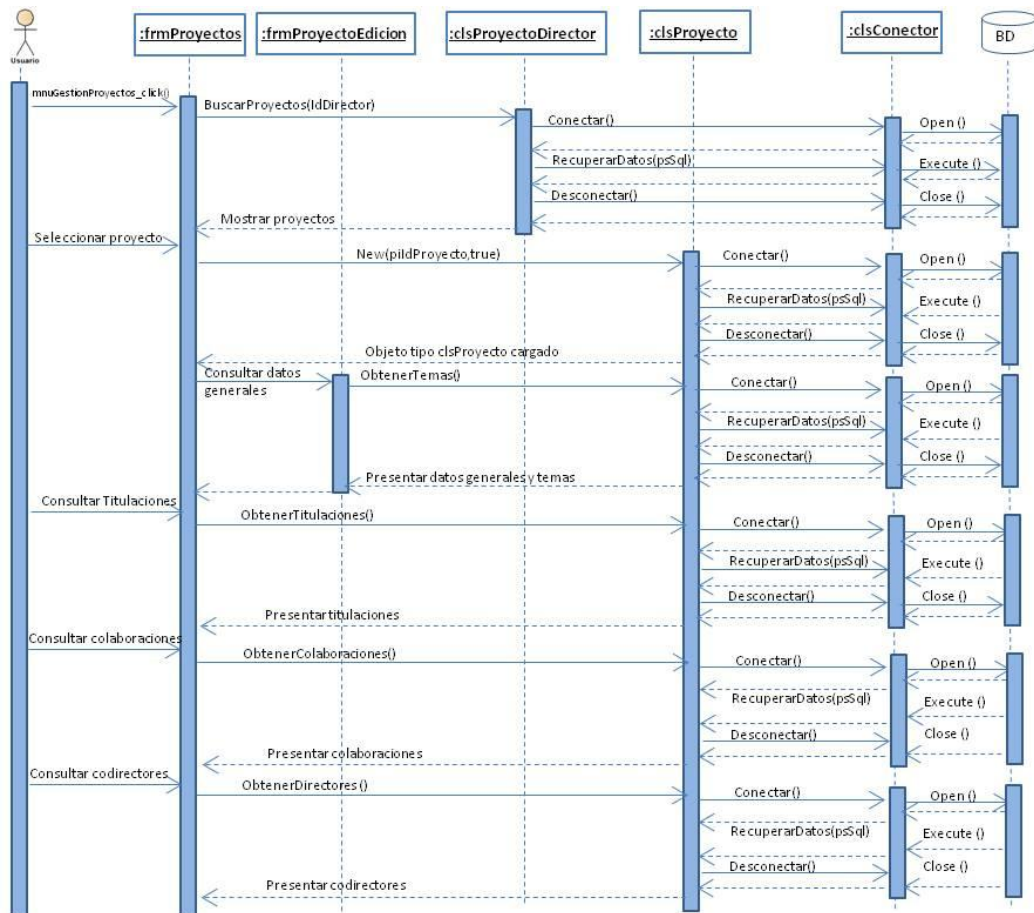 :frmProyectos :frmProyectoEdicion :clsProyectoDirector :clsProyecto :clsConector BD
Usuario
mnuGestionProyectos_click()
BuscarProyectos(IdDirector)
Conectar()
Open ()
RecuperarDatos(psSql)
Execute ()
Desconectar()
Close ()
Mostrar proyectos
Seleccionar proyecto
New(piIdProyecto,true)
Conectar()
Open ()
RecuperarDatos(psSql)
Execute ()
Desconectar()
Close ()
Objeto tipo clsProyecto cargado
Consultar datos
generales
ObtenerTemas()
Conectar()
Open ()
RecuperarDatos(psSql)
Execute ()
Desconectar()
Close ()
Presentar datos generales y temas
Consultar Titulaciones
ObtenerTitulaciones()
Conectar()
Open ()
RecuperarDatos(psSql)
Execute ()
Desconectar()
Close ()
Presentar titulaciones
Consultar colaboraciones
ObtenerColaboraciones()
Conectar()
Open ()
RecuperarDatos(psSql)
Execute ()
Desconectar()
Close ()
Presentar colaboraciones
Consultar codirectores
ObtenerDirectores()
Conectar()
Open ()
RecuperarDatos(psSql)
Execute ()
Desconectar()
Close ()
Presentar codirectores